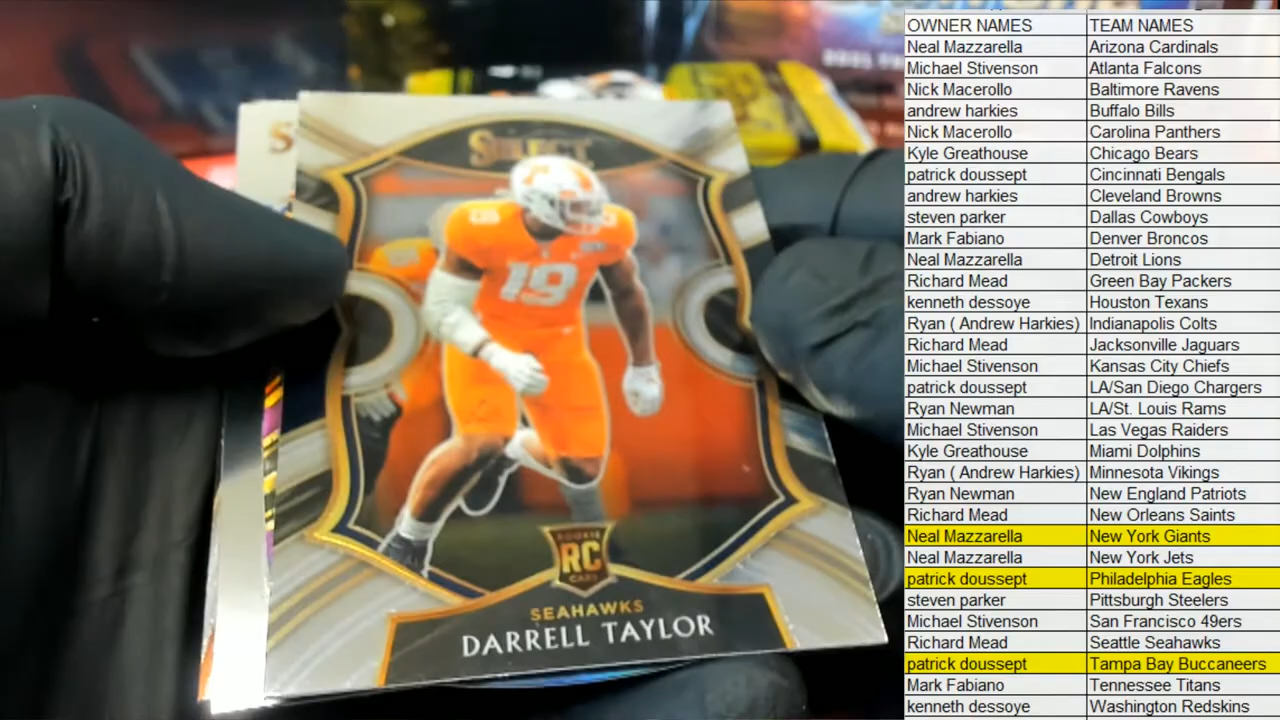 SELECT
19
ROOKIE
RC
CARD
SEAHAWKS
DARRELL TAYLOR
S
OWNER NAMES TEAM NAMES
Neal Mazzarella Arizona Cardinals
Michael Stivenson Atlanta Falcons
Nick Macerollo Baltimore Ravens
andrew harkies Buffalo Bills
Nick Macerollo Carolina Panthers
Kyle Greathouse Chicago Bears
patrick doussept Cincinnati Bengals
andrew harkies Cleveland Browns
steven parker Dallas Cowboys
Mark Fabiano Denver Broncos
Neal Mazzarella Detroit Lions
Richard Mead Green Bay Packers
kenneth dessoye Houston Texans
Ryan ( Andrew Harkies) Indianapolis Colts
Richard Mead Jacksonville Jaguars
Michael Stivenson Kansas City Chiefs
patrick doussept LA/San Diego Chargers
Ryan Newman LA/St. Louis Rams
Michael Stivenson Las Vegas Raiders
Kyle Greathouse Miami Dolphins
Ryan ( Andrew Harkies) Minnesota Vikings
Ryan Newman New England Patriots
Richard Mead New Orleans Saints
Neal Mazzarella New York Giants
Neal Mazzarella New York Jets
patrick doussept Philadelphia Eagles
steven parker Pittsburgh Steelers
Michael Stivenson San Francisco 49ers
Richard Mead Seattle Seahawks
patrick doussept Tampa Bay Buccaneers
Mark Fabiano Tennessee Titans
kenneth dessoye Washington Redskins